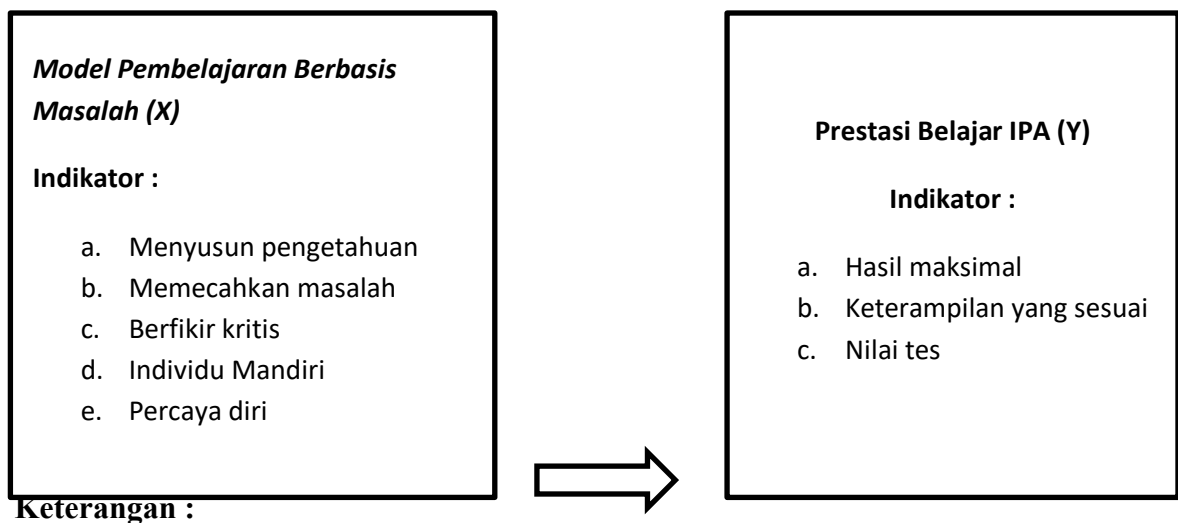 Model Pembelajaran Berbasis
Masalah (X)
Indikator :
a. Menyusun pengetahuan
b. Memecahkan masalah
c. Berfikir kritis
d. Individu Mandiri
e. Percaya diri
Prestasi Belajar IPA (Y)
Indikator :
a. Hasil maksimal
b. Keterampilan yang sesuai
c. Nilai tes
Keterangan :